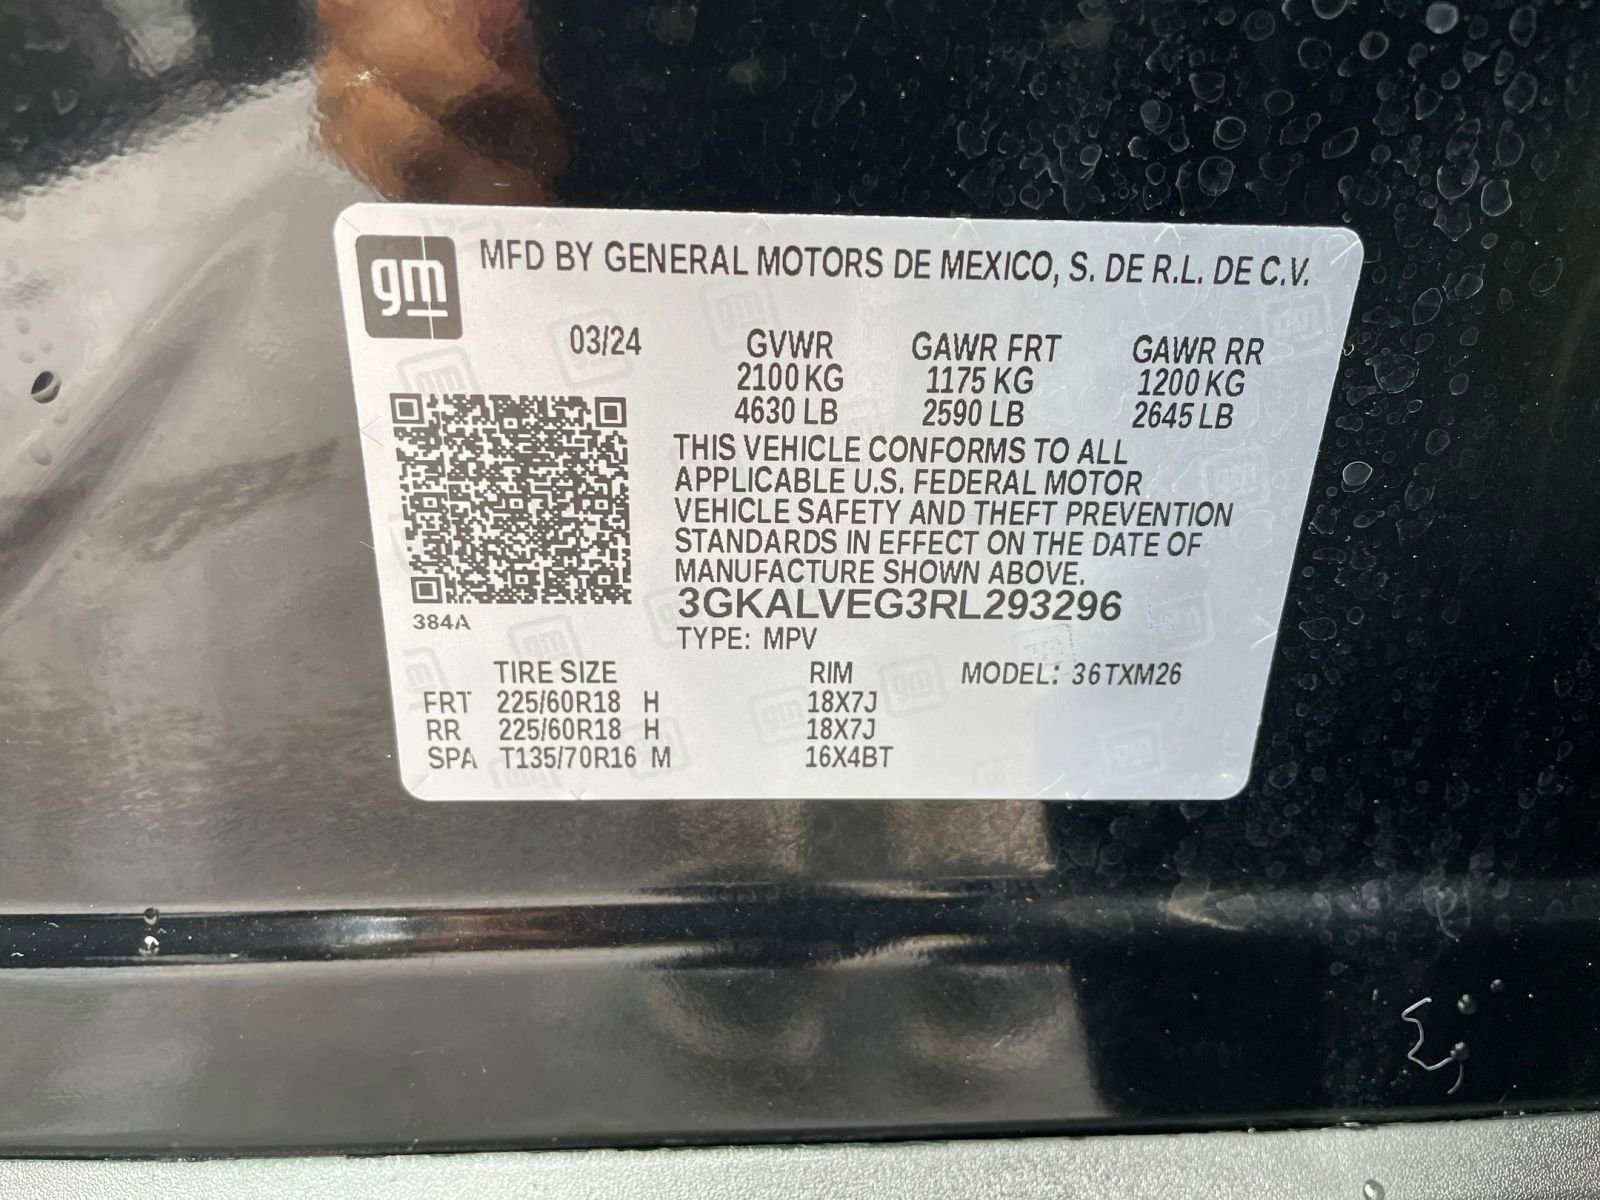 gm
MFD BY GENERAL MOTORS DE MEXICO, S. DE R.L. DE C.V.
03/24 GVWR GAWR FRT GAWR RR
2100 KG 1175 KG 1200 KG
4630 LB 2590 LB 2645 LB
THIS VEHICLE CONFORMS TO ALL
APPLICABLE U.S. FEDERAL MOTOR
VEHICLE SAFETY AND THEFT PREVENTION
STANDARDS IN EFFECT ON THE DATE OF
MANUFACTURE SHOWN ABOVE.
3GKALVEG3RL293296
384A
TYPE: MPV
TIRE SIZE RIM MODEL: 36TXM26
FRT 225/60R18 H 18X7J
RR 225/60R18 H 18X7J
SPA T135/70R16 M 16X4BT